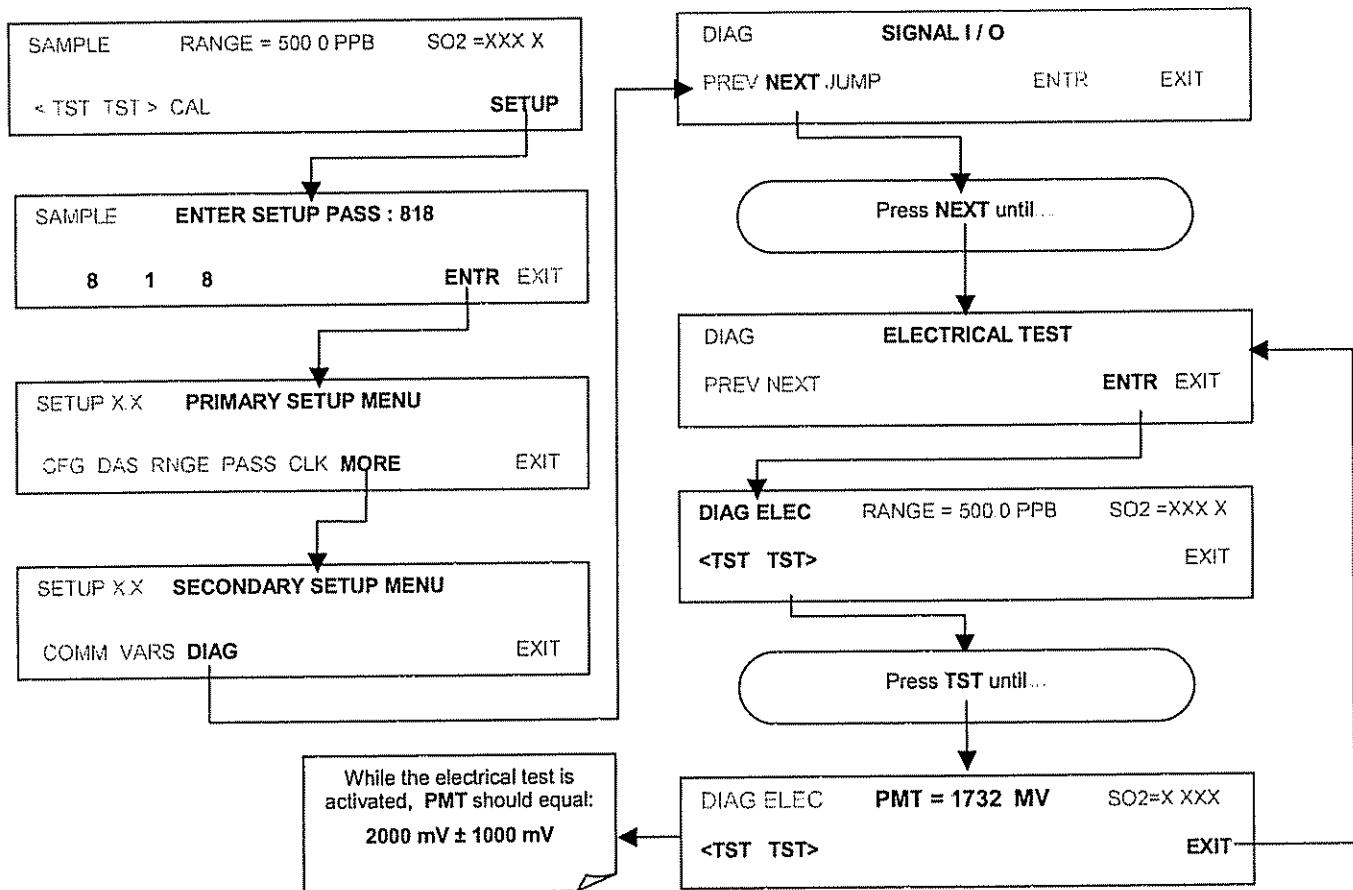 SAMPLE RANGE = 500 0 PPB SO2 =XXX X
< TST TST > CAL SETUP
SAMPLE ENTER SETUP PASS : 818
8 1 8 ENTR EXIT
SETUP X.X PRIMARY SETUP MENU
CFG DAS RNGE PASS CLK MORE EXIT
SETUP X.X SECONDARY SETUP MENU
COMM VARS DIAG EXIT
DIAG SIGNAL I / O
PREV NEXT JUMP ENTR EXIT
Press NEXT until...
DIAG ELECTRICAL TEST
PREV NEXT ENTR EXIT
DIAG ELEC RANGE = 500 0 PPB SO2 =XXX X
<TST TST> EXIT
Press TST until...
DIAG ELEC PMT = 1732 MV SO2=X XXX
<TST TST> EXIT
While the electrical test is
activated, PMT should equal:
2000 mV ± 1000 mV